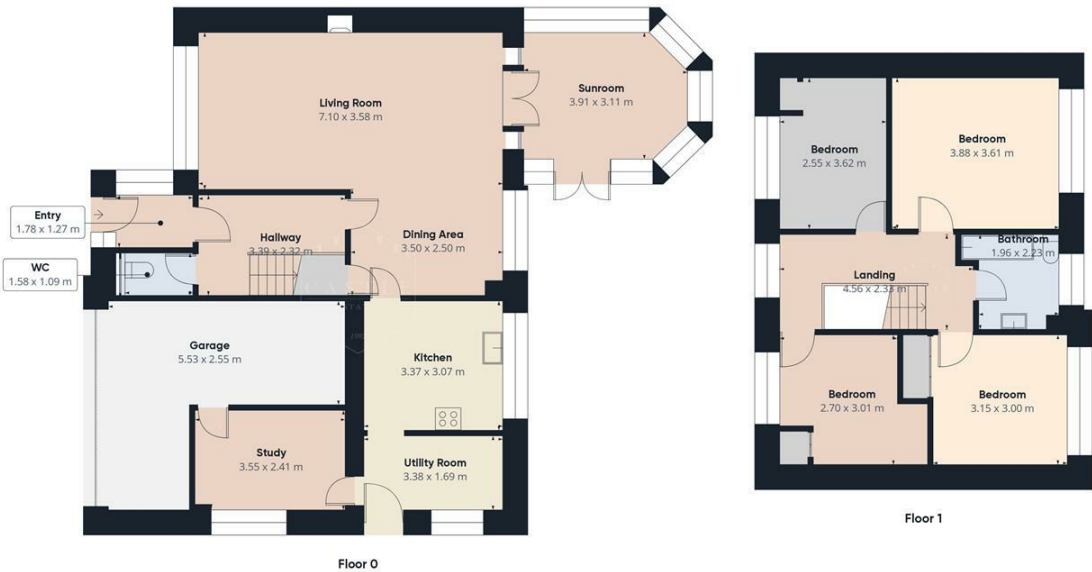 Living Room
7.10 x 3.58 m
Sunroom
3.91 x 3.11 m
Entry
1.78 x 1.27 m
Hallway
3.39 x 2.32 m
Dining Area
3.50 x 2.50 m
WC
1.58 x 1.09 m
Garage
5.53 x 2.55 m
Kitchen
3.37 x 3.07 m
Study
3.55 x 2.41 m
Utility Room
3.38 x 1.69 m
Floor 0
Bedroom
2.55 x 3.62 m
Bedroom
3.88 x 3.61 m
Bathroom
1.96 x 2.23 m
Landing
4.56 x 2.33 m
Bedroom
2.70 x 3.01 m
Bedroom
3.15 x 3.00 m
Floor 1